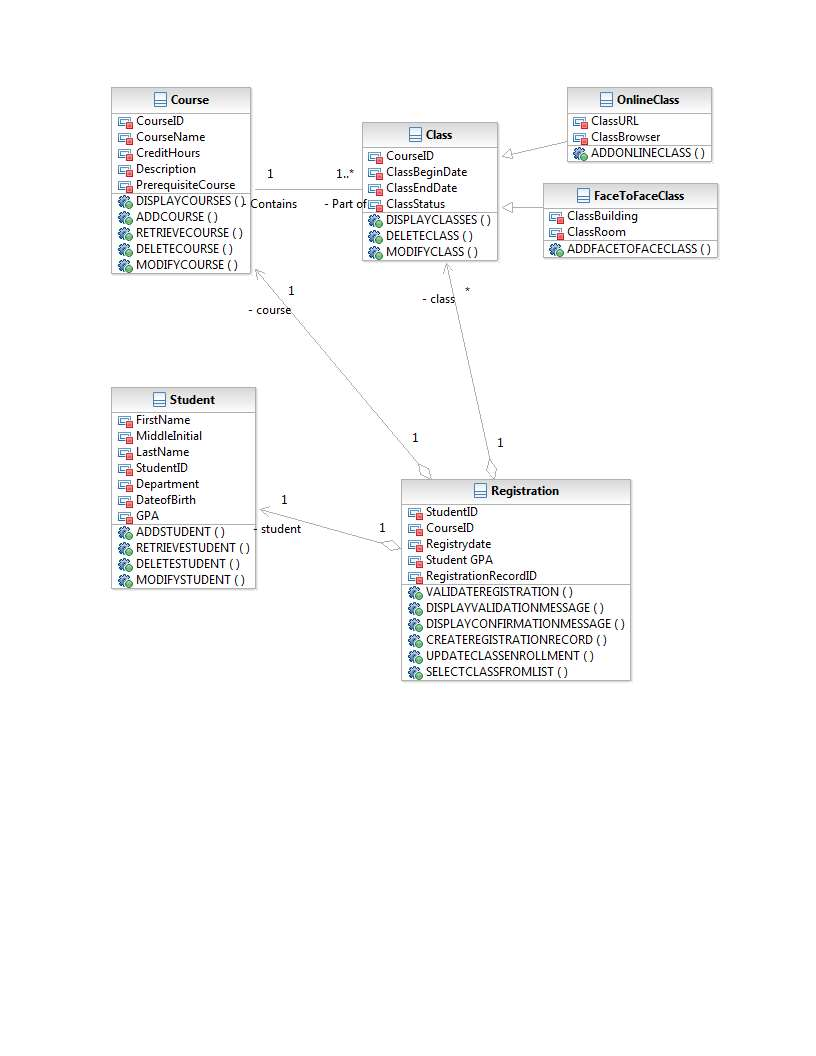 Course
CourseID
CourseName
CreditHours
Description
PrerequisiteCourse
DISPLAYCOURSES ( )
ADDCOURSE ( )
RETRIEVECOURSE ( )
DELETECOURSE ( )
MODIFYCOURSE ( )
1
- Contains
1..*
- Part of
Class
CourseID
ClassBeginDate
ClassEndDate
ClassStatus
DISPLAYCLASSES ( )
DELETECLASS ( )
MODIFYCLASS ( )
OnlineClass
ClassURL
ClassBrowser
ADDONLINECLASS ( )
FaceToFaceClass
ClassBuilding
ClassRoom
ADDFACETOFACECLASS ( )
1
- course
*
- class
1
1
Student
FirstName
MiddleInitial
LastName
StudentID
Department
DateofBirth
GPA
ADDSTUDENT ( )
RETRIEVESTUDENT ( )
DELETESTUDENT ( )
MODIFYSTUDENT ( )
1
- student
1
Registration
StudentID
CourseID
Registrydate
Student GPA
RegistrationRecordID
VALIDATEREGISTRATION ( )
DISPLAYVALIDATIONMESSAGE ( )
DISPLAYCONFIRMATIONMESSAGE ( )
CREATEREGISTRATIONRECORD ( )
UPDATECLASSENROLLMENT ( )
SELECTCLASSFROMLIST ( )